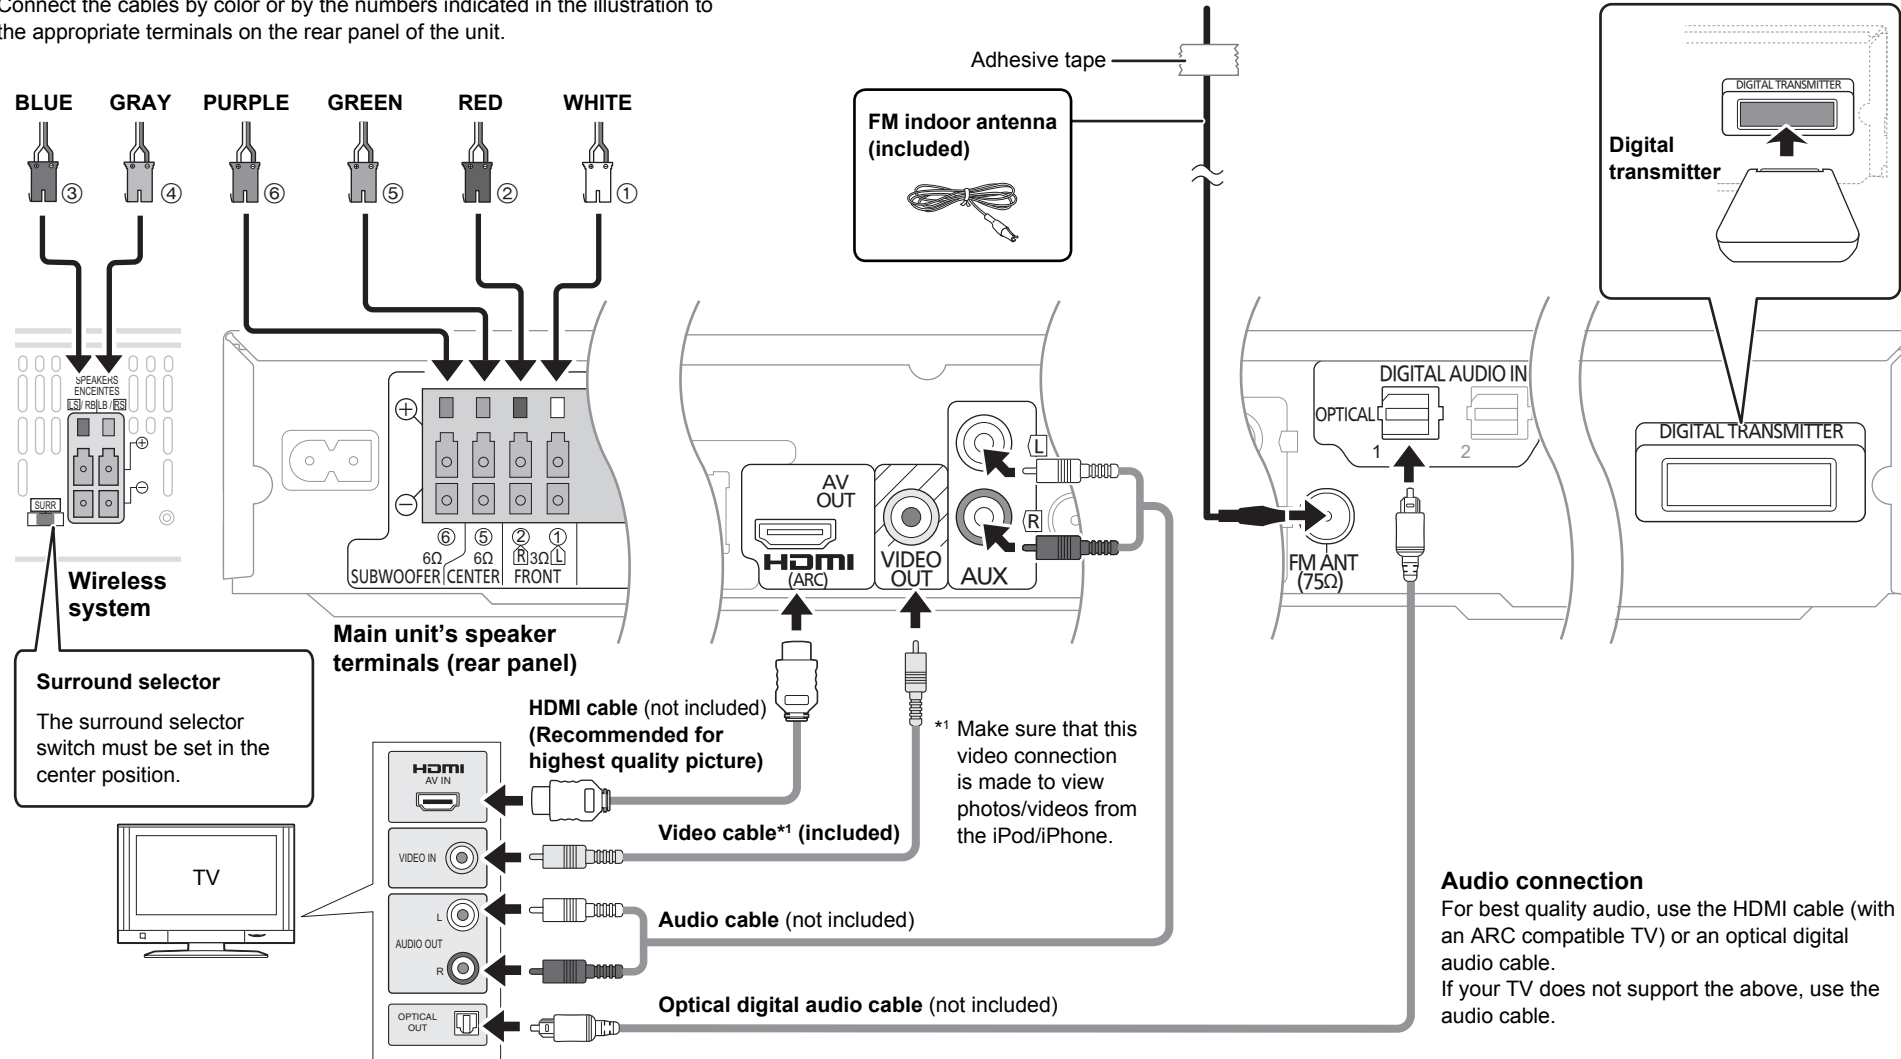 Connect the cables by color or by the numbers indicated in the illustration to
the appropriate terminals on the rear panel of the unit.
BLUE
GRAY
PURPLE
GREEN
RED
WHITE
③
④
⑥
⑤
②
①
Adhesive tape
FM indoor antenna
(included)
DIGITAL TRANSMITTER
Digital
transmitter
SPEAKERS
ENCEINTES
LS / RB LB / RS
⊕
⊖
SURR
Wireless
system
Surround selector
The surround selector
switch must be set in the
center position.
⊕
⊖
⑥
⑤
②
①
6Ω
6Ω
R 3Ω L
SUBWOOFER
CENTER
FRONT
Main unit’s speaker
terminals (rear panel)
AV
OUT
HDMI
(ARC)
VIDEO
OUT
L
R
AUX
DIGITAL AUDIO IN
OPTICAL
1
2
FM ANT
(75Ω)
DIGITAL TRANSMITTER
HDMI cable (not included)
(Recommended for
highest quality picture)
*1 Make sure that this
video connection
is made to view
photos/videos from
the iPod/iPhone.
Video cable*1 (included)
Audio cable (not included)
Optical digital audio cable (not included)
TV
HDMI
AV IN
VIDEO IN
L
AUDIO OUT
R
OPTICAL
OUT
Audio connection
For best quality audio, use the HDMI cable (with
an ARC compatible TV) or an optical digital
audio cable.
If your TV does not support the above, use the
audio cable.